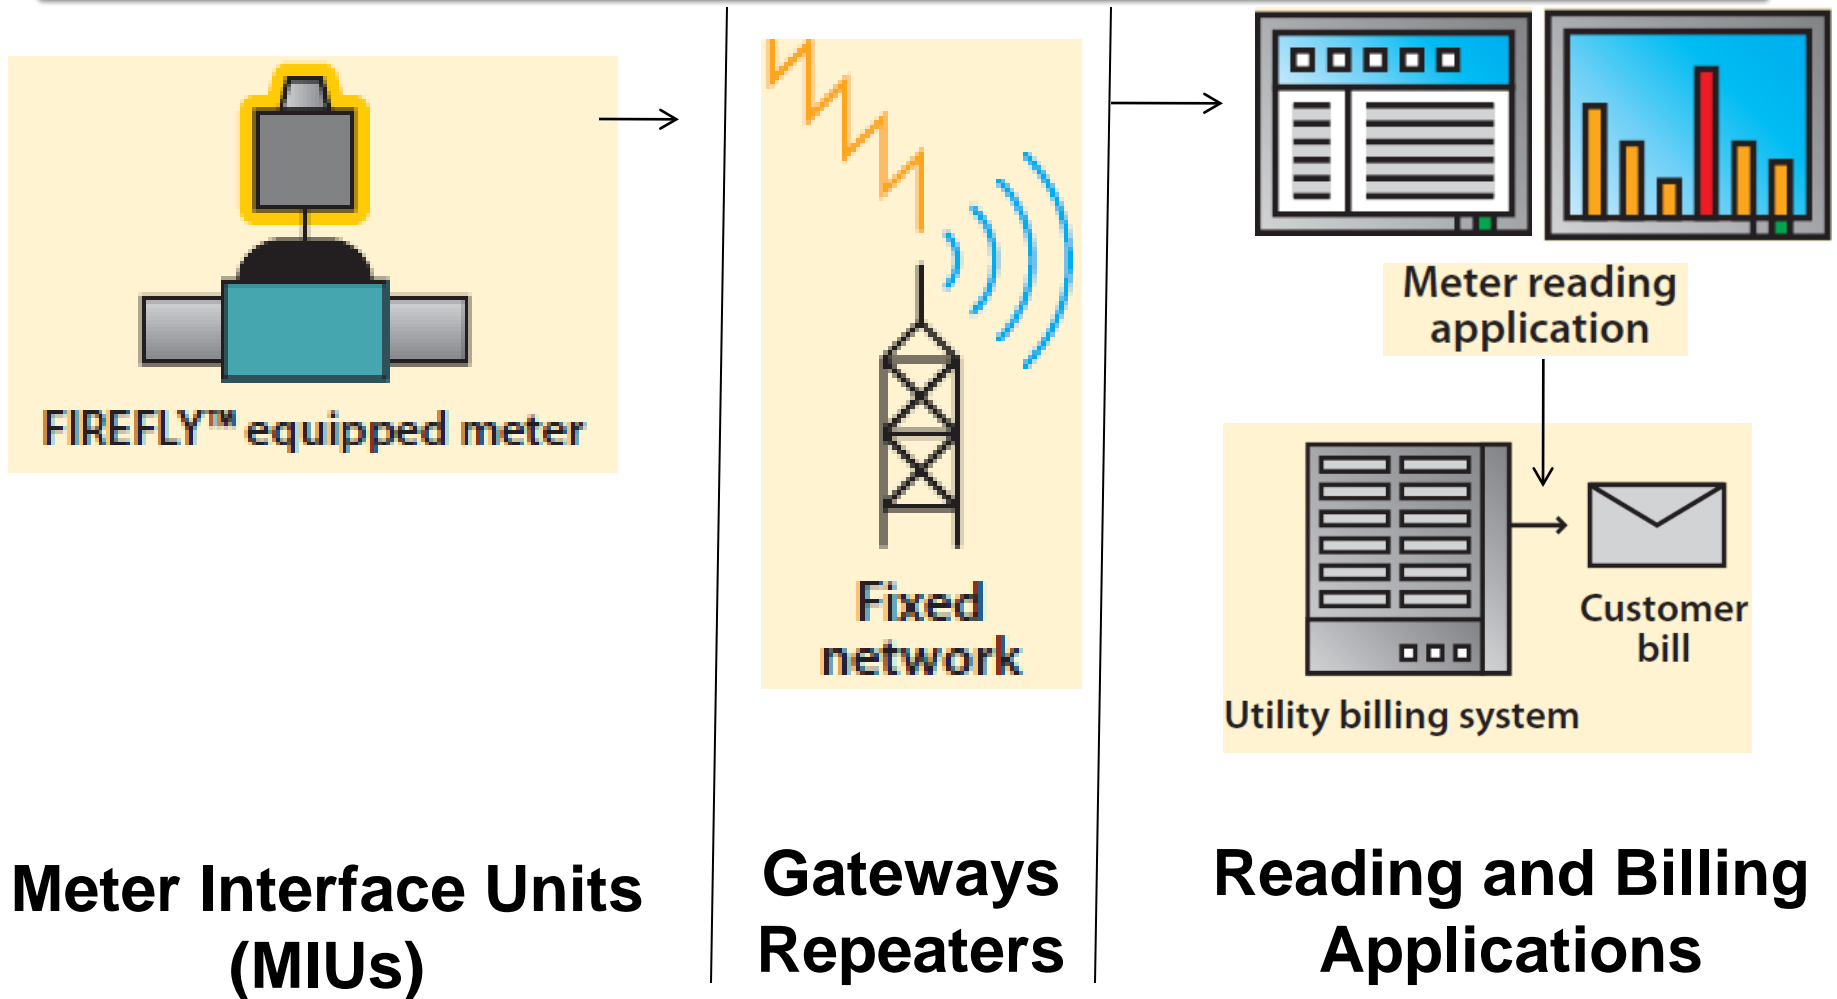 FIREFLY™ equipped meter
Meter Interface Units
(MIUs)
Fixed
network
Gateways
Repeaters
Meter reading
application
Customer
bill
Utility billing system
Reading and Billing
Applications